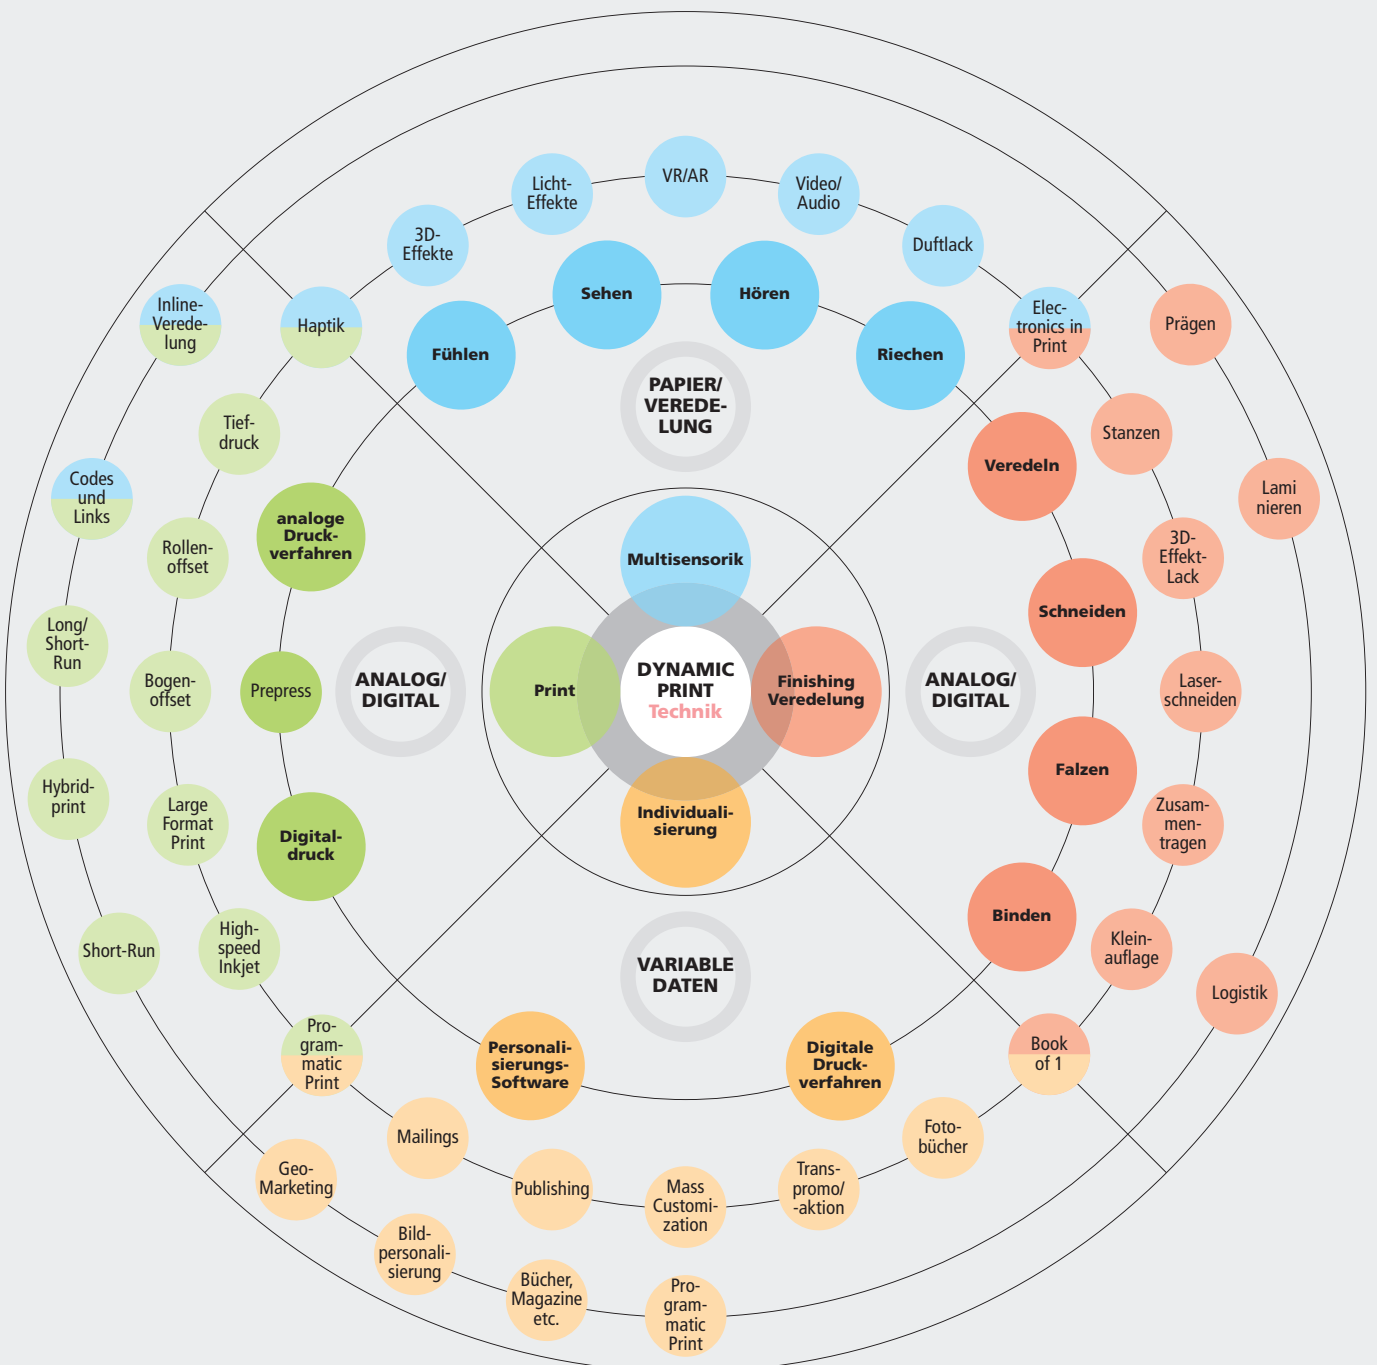 VR/AR
Licht-
Effekte
Video/
Audio
3D-
Effekte
Duftlack
Sehen
Hören
Inline-
Verede-
lung
Haptik
Fühlen
Riechen
Elec-
tronics in
Print
Prägen
PAPIER/
VEREDE-
LUNG
Tief-
druck
Stanzen
Veredeln
Codes
und
Links
Lami
nieren
analoge
Druck-
verfahren
Rollen-
offset
3D-
Effekt-
Lack
Multisensorik
Schneiden
Long/
Short-
Run
Bogen-
offset
Prepress
ANALOG/
DIGITAL
Print
DYNAMIC
PRINT
Technik
Finishing
Veredelung
ANALOG/
DIGITAL
Laser-
schneiden
Falzen
Hybrid-
print
Large
Format
Print
Digital-
druck
Individuali-
sierung
Zusam-
men-
tragen
Binden
Short-Run
High-
speed
Inkjet
VARIABLE
DATEN
Klein-
auflage
Logistik
Pro-
gram-
matic
Print
Personali-
sierungs-
Software
Digitale
Druck-
verfahren
Book
of 1
Mailings
Foto-
bücher
Geo-
Marketing
Publishing
Mass
Customi-
zation
Trans-
promo/
-aktion
Bild-
personali-
sierung
Bücher,
Magazine
etc.
Pro-
gram-
matic
Print